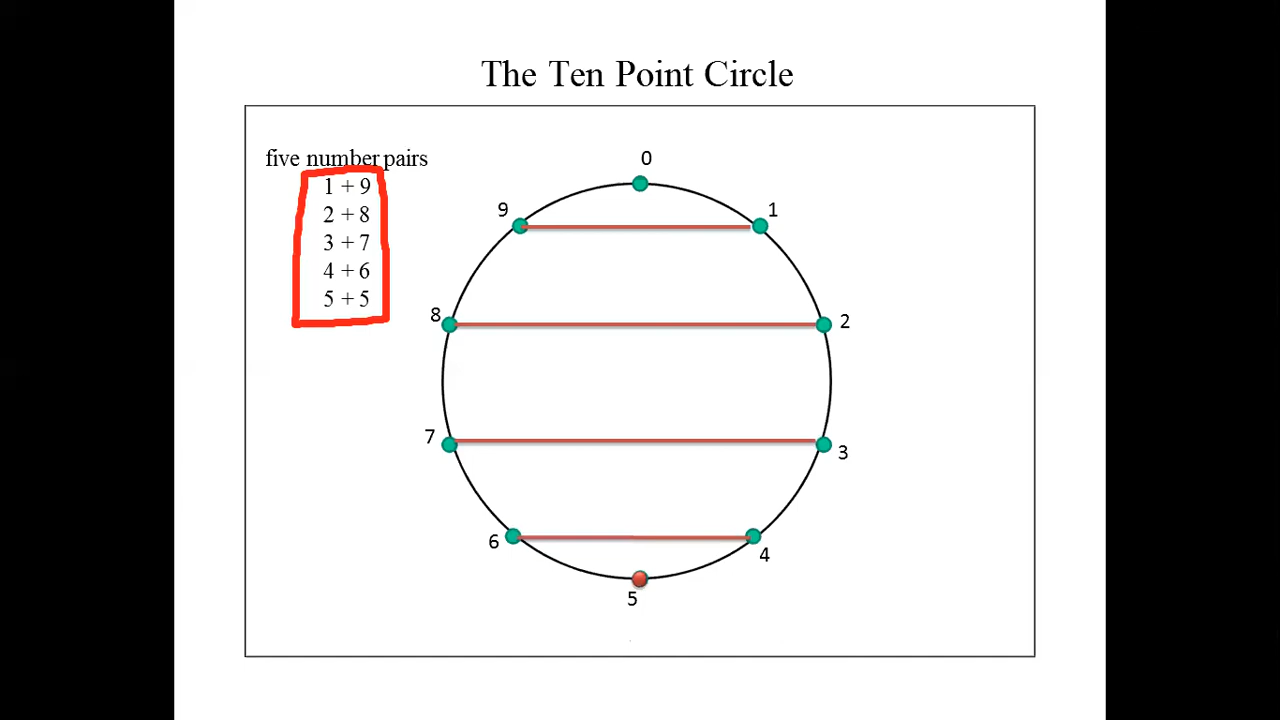 The Ten Point Circle
five number pairs
1 + 9
2 + 8
3 + 7
4 + 6
5 + 5
0
9
1
8
2
7
3
6
4
5